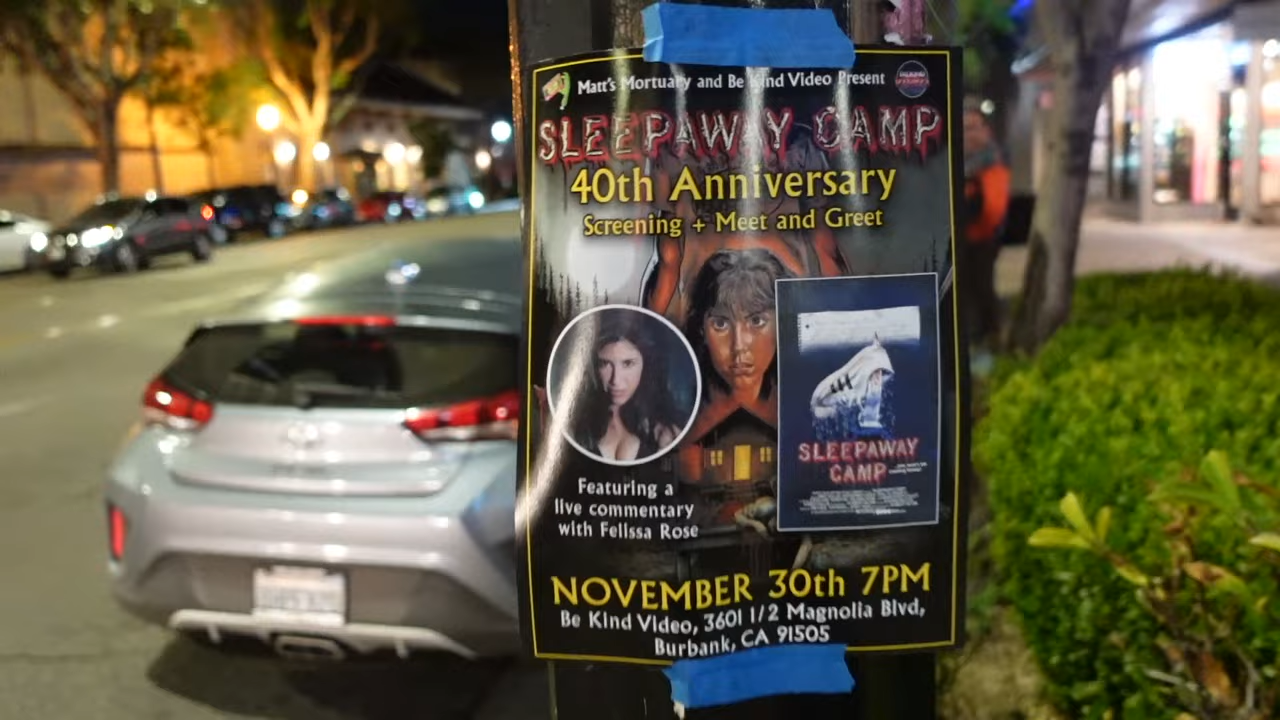 Matt's Mortuary and Be Kind Video Present
SLEEPAWAY CAMP
40th Anniversary
Screening + Meet and Greet
SLEEPAWAY
CAMP
Featuring a
live commentary
with Felissa Rose
NOVEMBER 30th 7PM
Be Kind Video, 3601 1/2 Magnolia Blvd,
Burbank, CA 91505